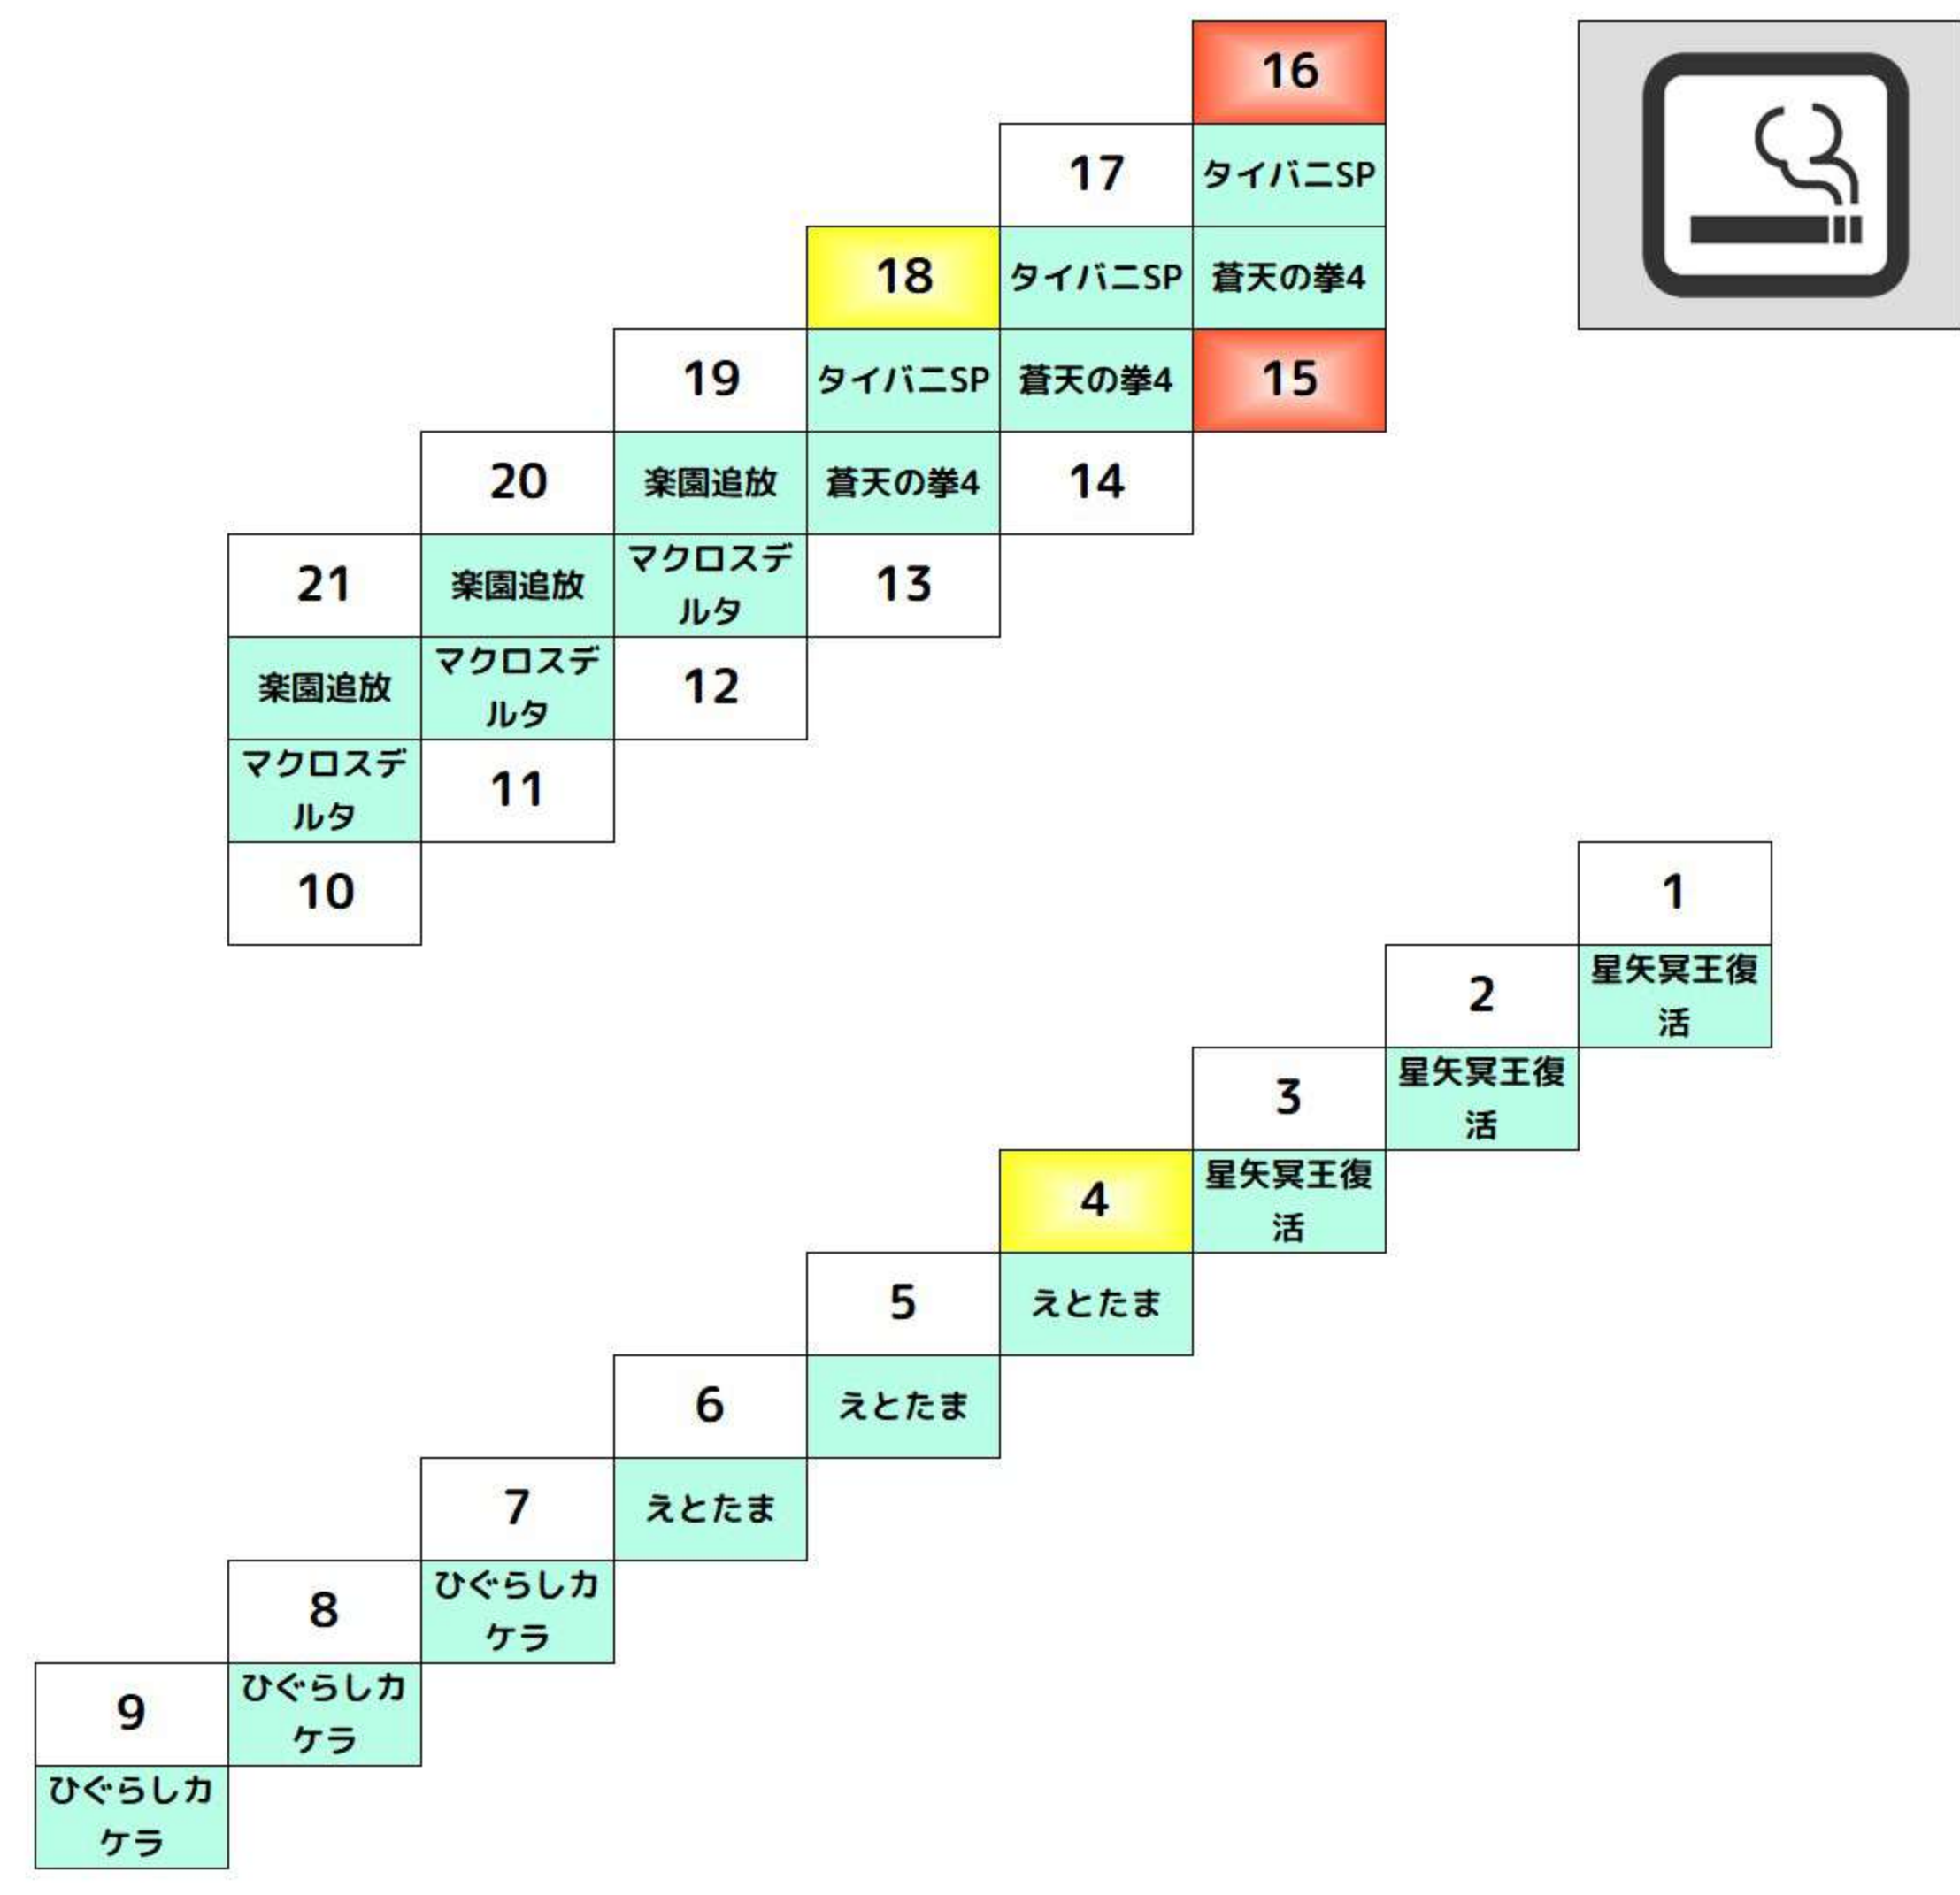 16
17 タイバニSP
18 タイバニSP 蒼天の拳4
19 タイバニSP 蒼天の拳4 15
20 楽園追放 蒼天の拳4 14
21 楽園追放 マクロスデ
ルタ 13
楽園追放 マクロスデ
ルタ 12
マクロスデ
ルタ 11
10 1
2 星矢冥王復
活
3 星矢冥王復
活
4 星矢冥王復
活
5 えとたま
6 えとたま
7 えとたま
8 ひぐらしカ
ケラ
9 ひぐらしカ
ケラ
ひぐらしカ
ケラ